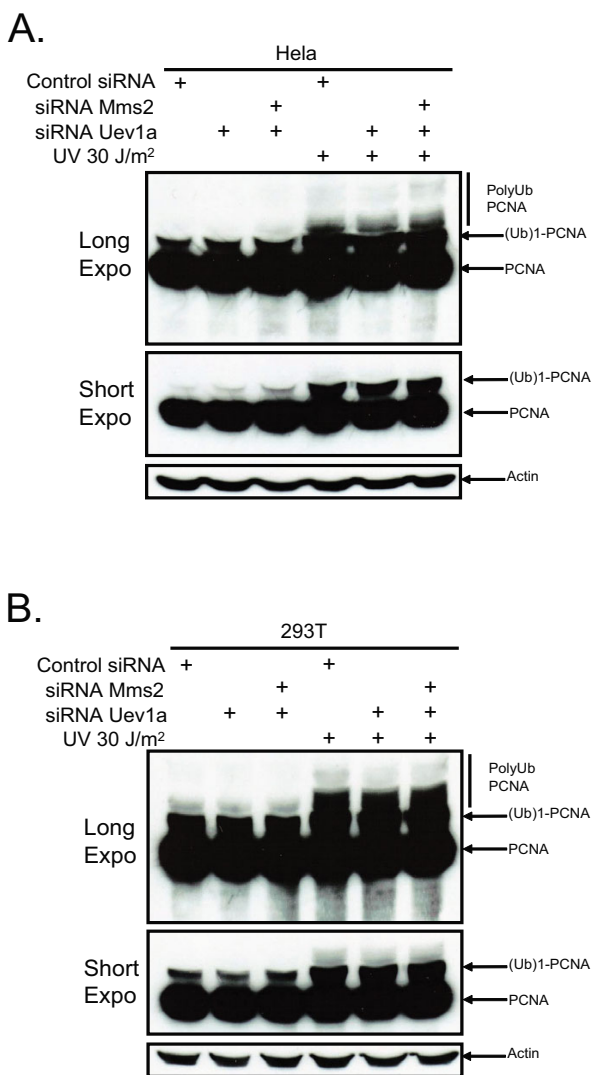 A.
Hela
Control siRNA + +
siRNA Mms2 + +
siRNA Uev1a + + + +
UV 30 J/m² + + +
Long
Expo
PolyUb
PCNA
(Ub)1-PCNA
PCNA
Short
Expo
(Ub)1-PCNA
PCNA
Actin
B.
293T
Control siRNA + +
siRNA Mms2 + +
siRNA Uev1a + + + +
UV 30 J/m² + + +
Long
Expo
PolyUb
PCNA
(Ub)1-PCNA
PCNA
Short
Expo
(Ub)1-PCNA
PCNA
Actin